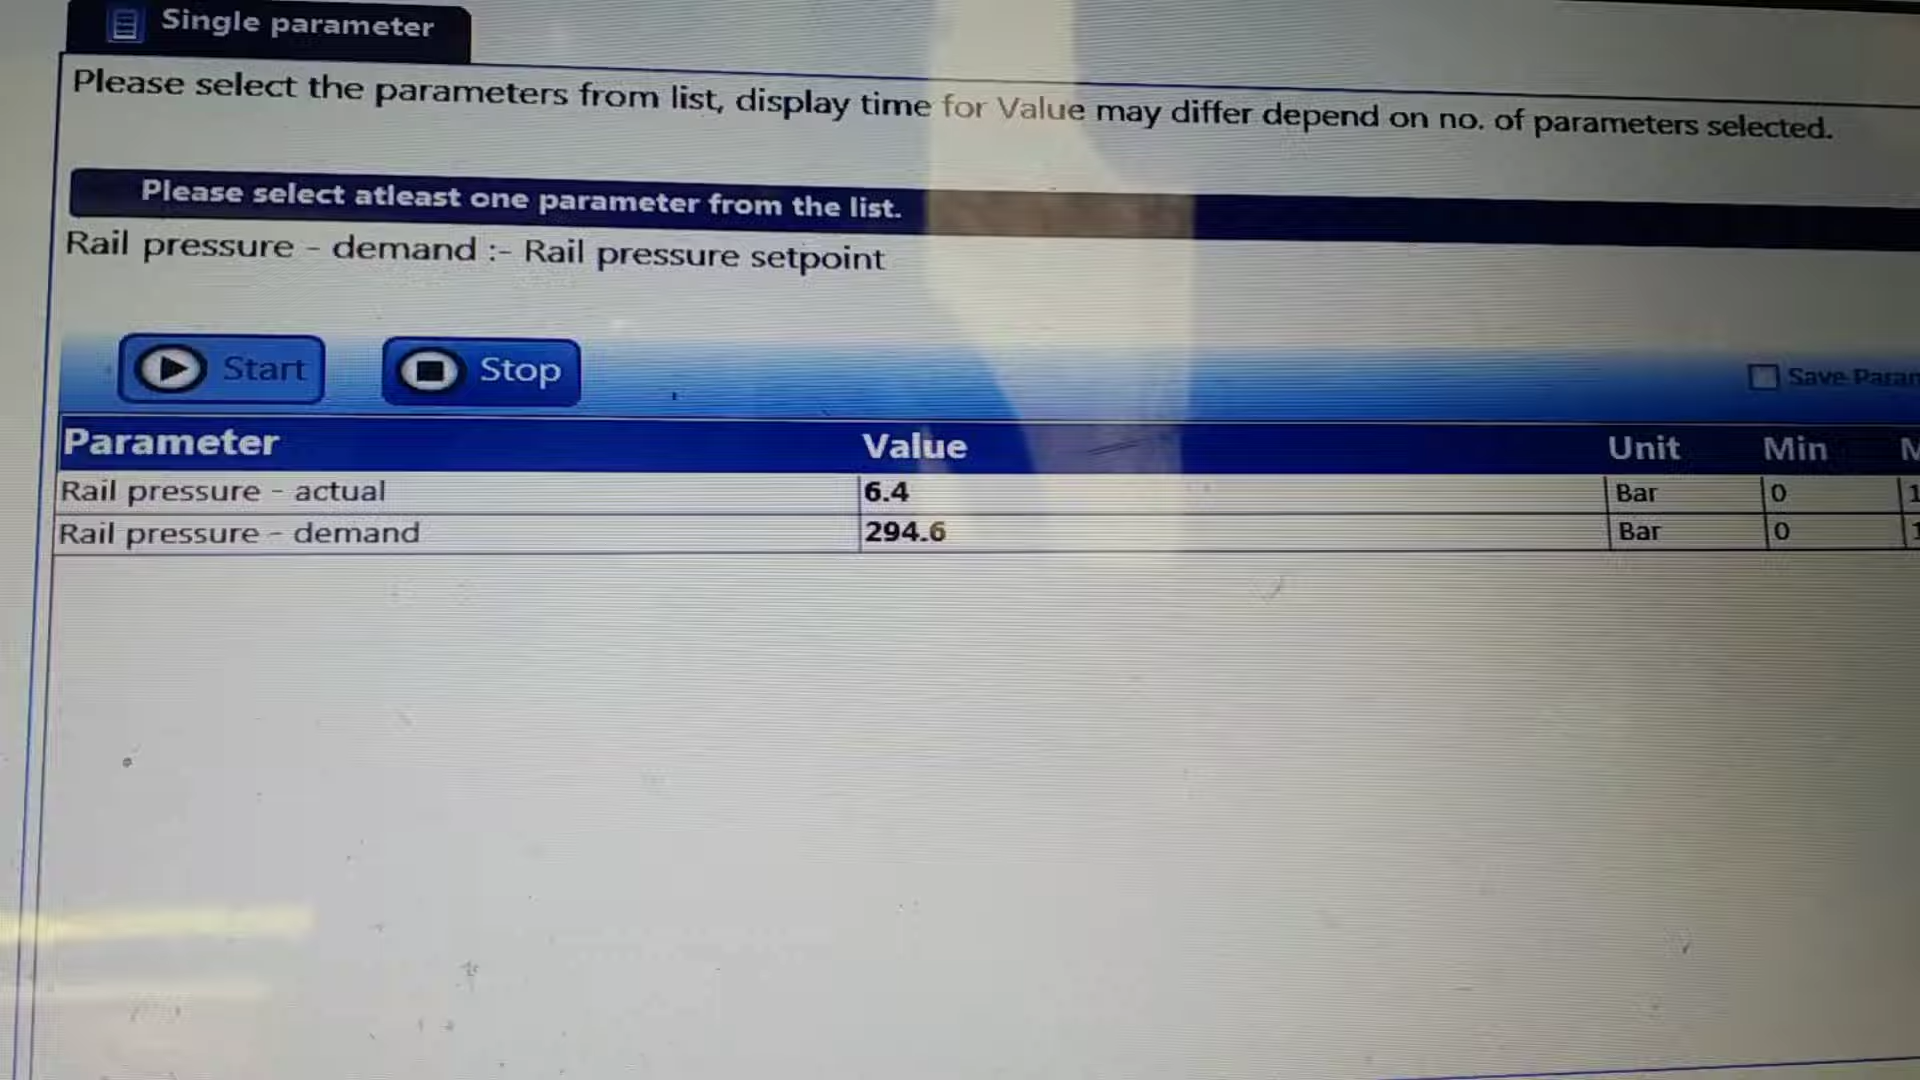 Single parameter
Please select the parameters from list, display time for Value may differ depend on no. of parameters selected.
Please select atleast one parameter from the list.
Rail pressure - demand :- Rail pressure setpoint
Start Stop Save
Parameter Value Unit Min
Rail pressure - actual 6.4 Bar 0
Rail pressure - demand 294.6 Bar 0